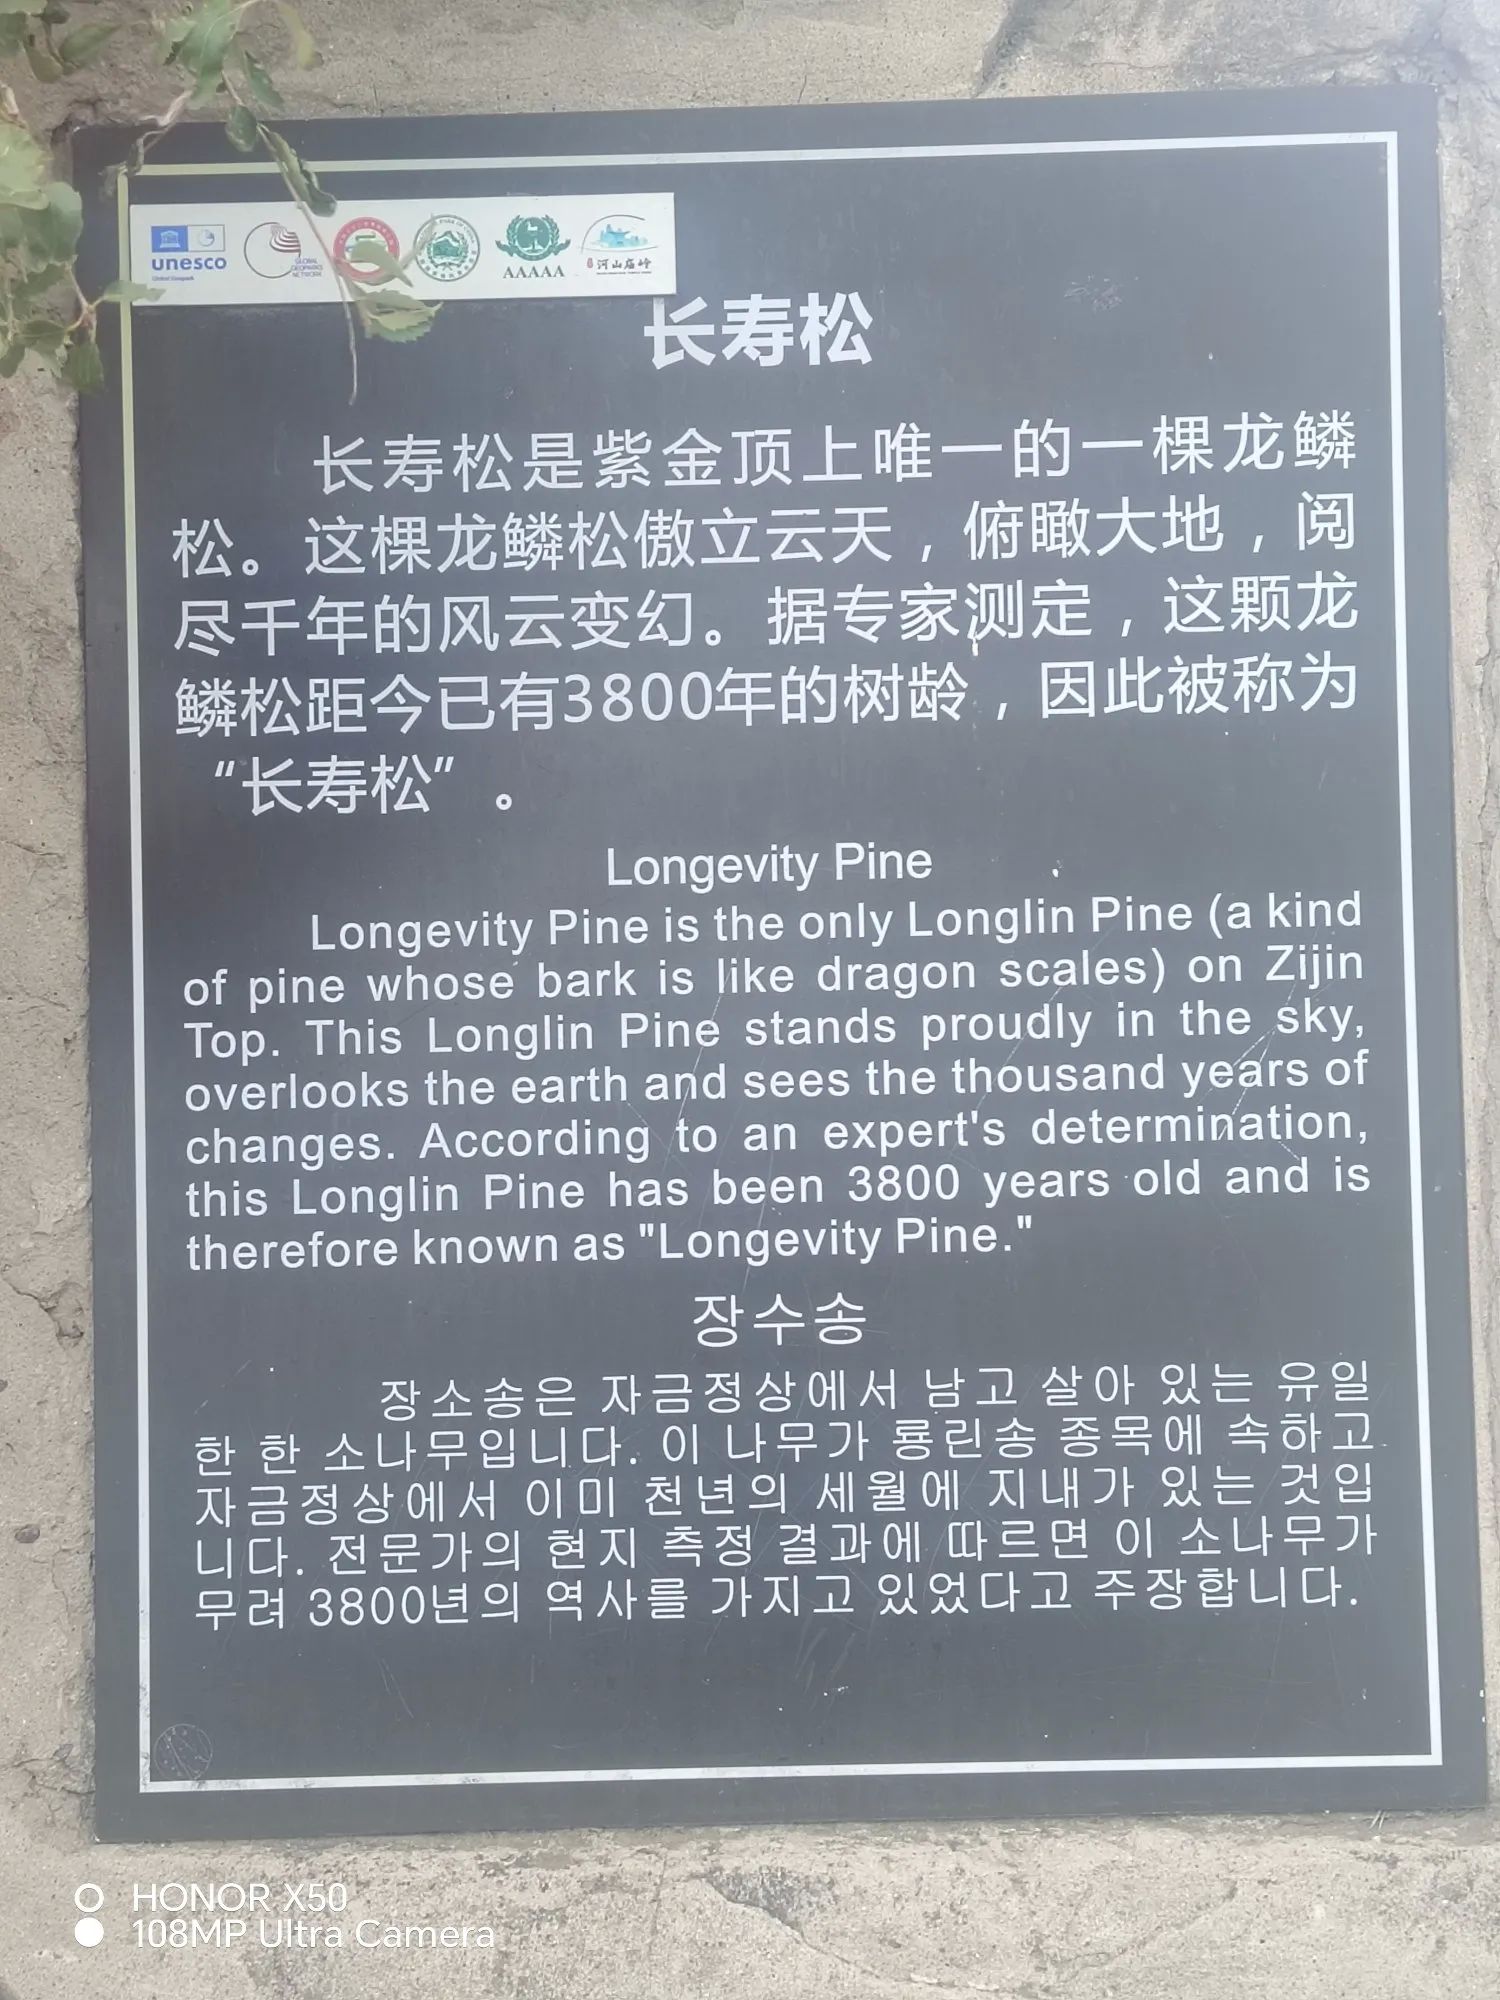 unesco
Global Geopark
GLOBAL
GEOPARKS
NETWORK
AAAAA
河山庙岭
长寿松
长寿松是紫金顶上唯一的一棵龙鳞
松。这棵龙鳞松傲立云天，俯瞰大地，阅
尽千年的风云变幻。据专家测定，这颗龙
鳞松距今已有3800年的树龄，因此被称为
“长寿松”。
Longevity Pine
Longevity Pine is the only Longlin Pine (a kind
of pine whose bark is like dragon scales) on Zijin
Top. This Longlin Pine stands proudly in the sky,
overlooks the earth and sees the thousand years of
changes. According to an expert's determination,
this Longlin Pine has been 3800 years old and is
therefore known as "Longevity Pine."
장수송
장소송은 자금정상에서 남고 살아 있는 유일
한 한 소나무입니다. 이 나무가 룡린송 종목에 속하고
자금정상에서 이미 천년의 세월에 지내가 있는 것입
니다. 전문가의 현지 측정 결과에 따르면 이 소나무가
무려 3800년의 역사를 가지고 있었다고 주장합니다.
HONOR X50
108MP Ultra Camera